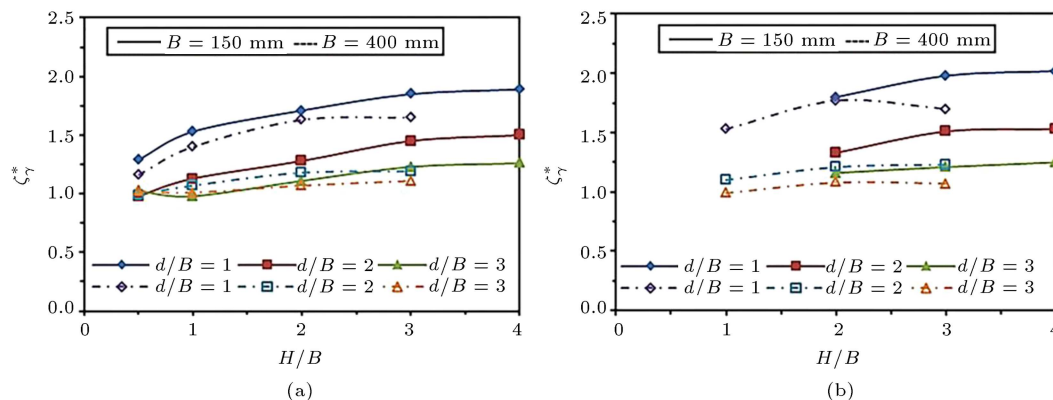 2.5
2.0
1.5
1.0
0.5
0.0
ζ*γ
B = 150 mm B = 400 mm
d/B = 1 d/B = 2 d/B = 3
d/B = 1 d/B = 2 d/B = 3
0 1 2 3 4
H/B
(a)
2.5
2.0
1.5
1.0
0.5
0.0
ζ*γ
B = 150 mm B = 400 mm
d/B = 1 d/B = 2 d/B = 3
d/B = 1 d/B = 2 d/B = 3
0 1 2 3 4
H/B
(b)